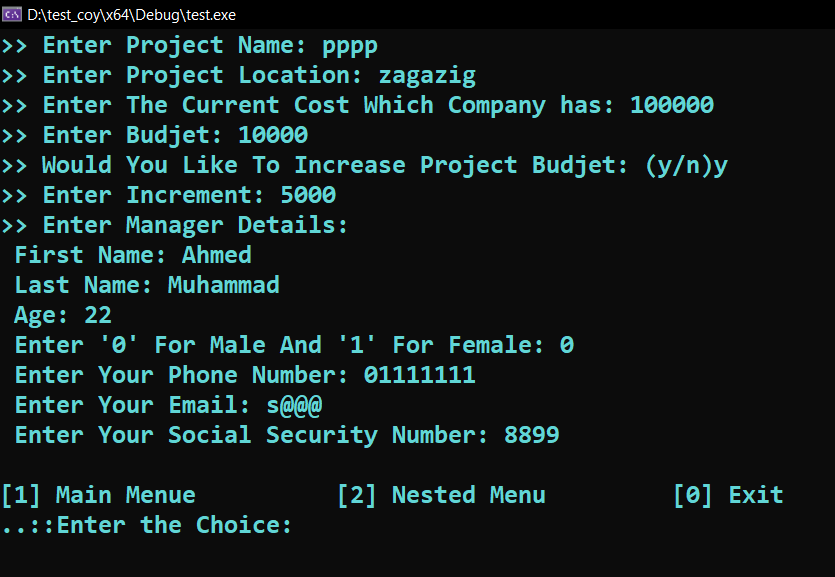 D:\test_coy\x64\Debug\test.exe
>> Enter Project Name: pppp
>> Enter Project Location: zagazig
>> Enter The Current Cost Which Company has: 100000
>> Enter Budjet: 10000
>> Would You Like To Increase Project Budjet: (y/n)y
>> Enter Increment: 5000
>> Enter Manager Details:
First Name: Ahmed
Last Name: Muhammad
Age: 22
Enter '0' For Male And '1' For Female: 0
Enter Your Phone Number: 01111111
Enter Your Email: s@@@
Enter Your Social Security Number: 8899
[1] Main Menue [2] Nested Menu [0] Exit
..::Enter the Choice: